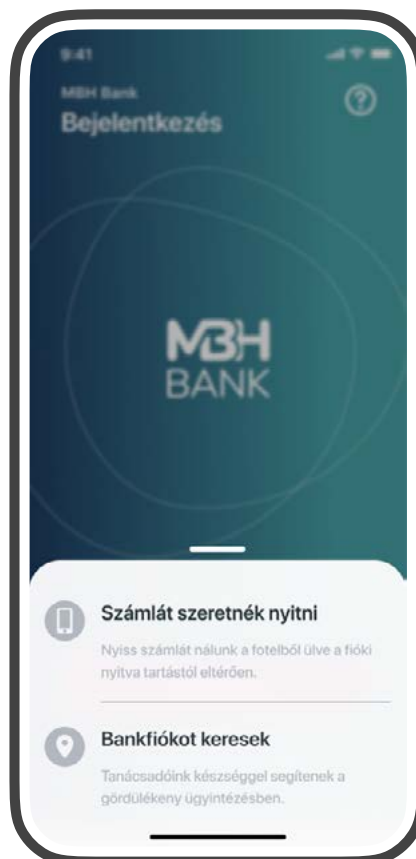 9:41
MBH Bank
Bejelentkezés
MBH
BANK
Számlát szeretnék nyitni
Nyiss számlát nálunk a fotelből ülve a fióki
nyitva tartástól eltérően.
Bankfiókot keresek
Tanácsadóink készséggel segítenek a
gördülékeny ügyintézésben.